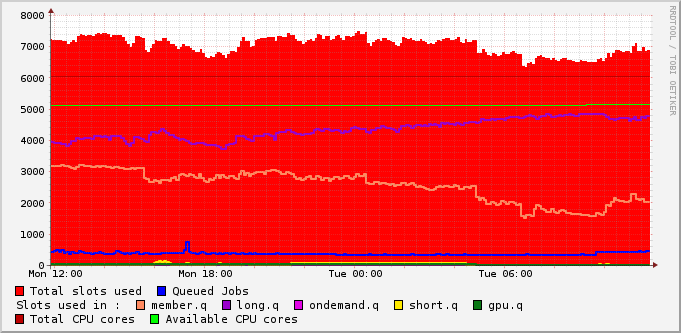 8000
7000
6000
5000
4000
3000
2000
1000
0
Mon 12:00 Mon 18:00 Tue 00:00 Tue 06:00
Total slots used Queued Jobs
Slots used in : member.q long.q ondemand.q short.q gpu.q
Total CPU cores Available CPU cores
RRDTOOL / TOBI OETIKER